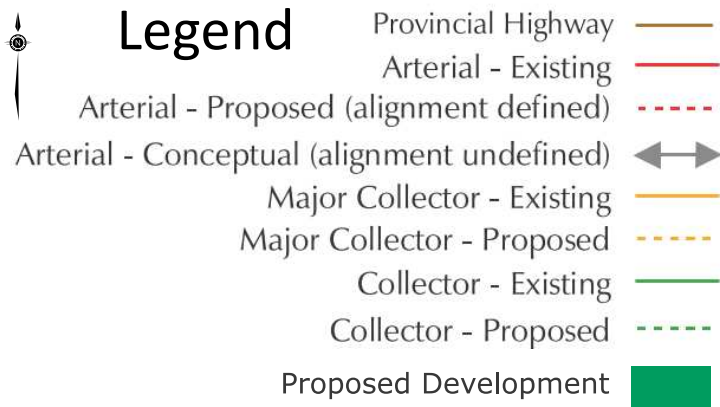 Legend
Provincial Highway
Arterial - Existing
Arterial - Proposed (alignment defined)
Arterial - Conceptual (alignment undefined)
Major Collector - Existing
Major Collector - Proposed
Collector - Existing
Collector - Proposed
Proposed Development